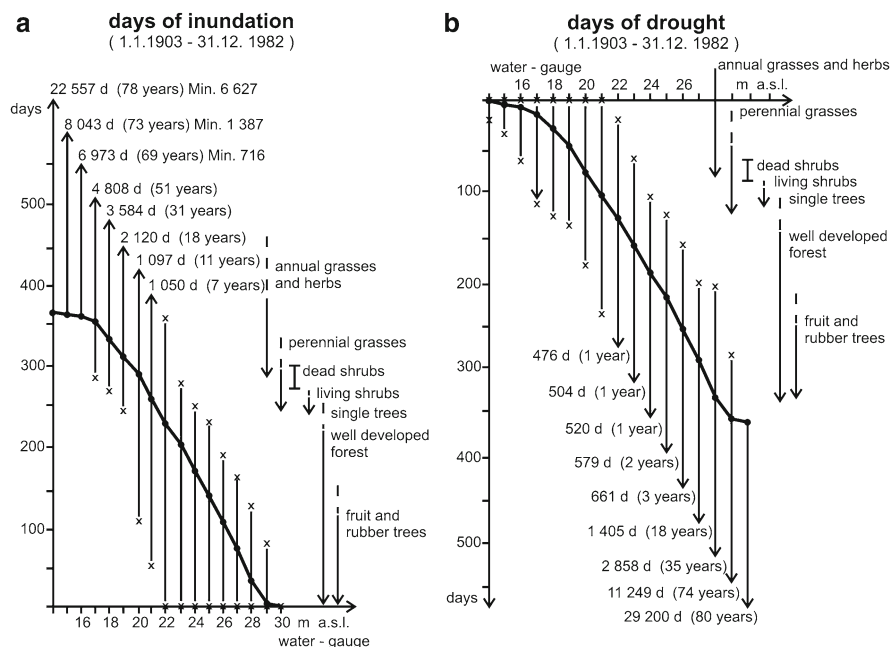 a
days of inundation
( 1.1.1903 - 31.12. 1982 )
22 557 d (78 years) Min. 6 627
days
8 043 d (73 years) Min. 1 387
6 973 d (69 years) Min. 716
4 808 d (51 years)
500
3 584 d (31 years)
2 120 d (18 years)
1 097 d (11 years)
annual grasses
and herbs
400
1 050 d (7 years)
perennial grasses
300
dead shrubs
living shrubs
single trees
well developed
forest
200
fruit and
rubber trees
100
16 18 20 22 24 26 28 30 m a.s.l.
water - gauge
b
days of drought
( 1.1.1903 - 31.12. 1982 )
annual grasses and herbs
water - gauge
16 18 20 22 24 26 m a.s.l.
perennial grasses
dead shrubs
living shrubs
100
single trees
well developed
forest
200
fruit and
rubber trees
300
476 d (1 year)
504 d (1 year)
520 d (1 year)
400
579 d (2 years)
661 d (3 years)
1 405 d (18 years)
500
2 858 d (35 years)
11 249 d (74 years)
days
29 200 d (80 years)